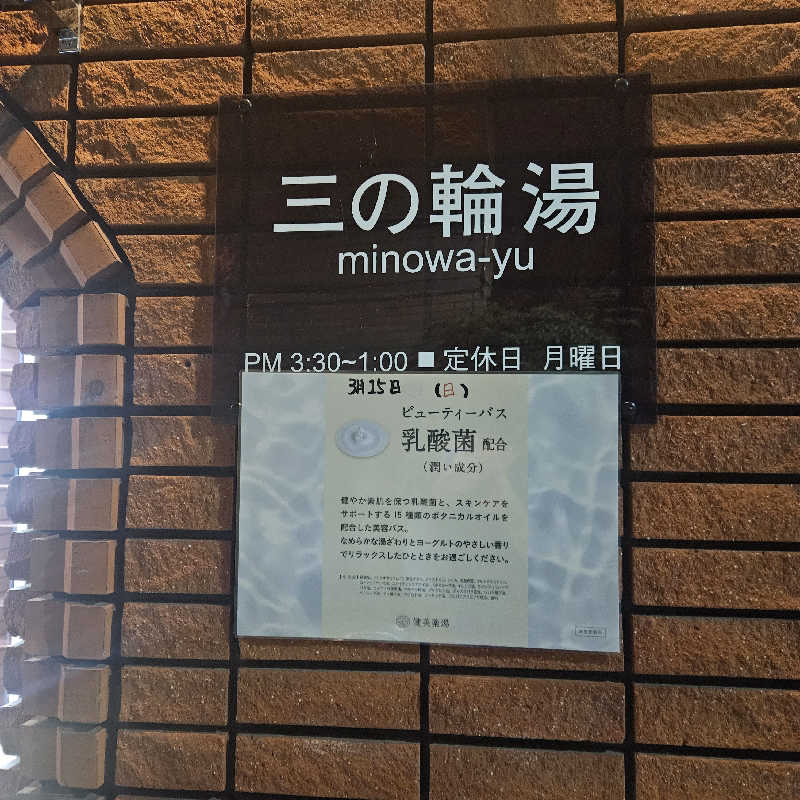 三の輪湯
minowa-yu
PM 3:30~1:00 ■ 定休日 月曜日
3月15日 (日)
ビューティーバス
乳酸菌 配合
(潤い成分)
健やか素肌を保つ乳酸菌と、スキンケアを
サポートする 15 種類のボタニカルオイルを
配合した美容バス。
なめらかな湯ざわりとヨーグルトのやさしい香り
でリラックスしたひとときをお過ごしください。
健美薬湯